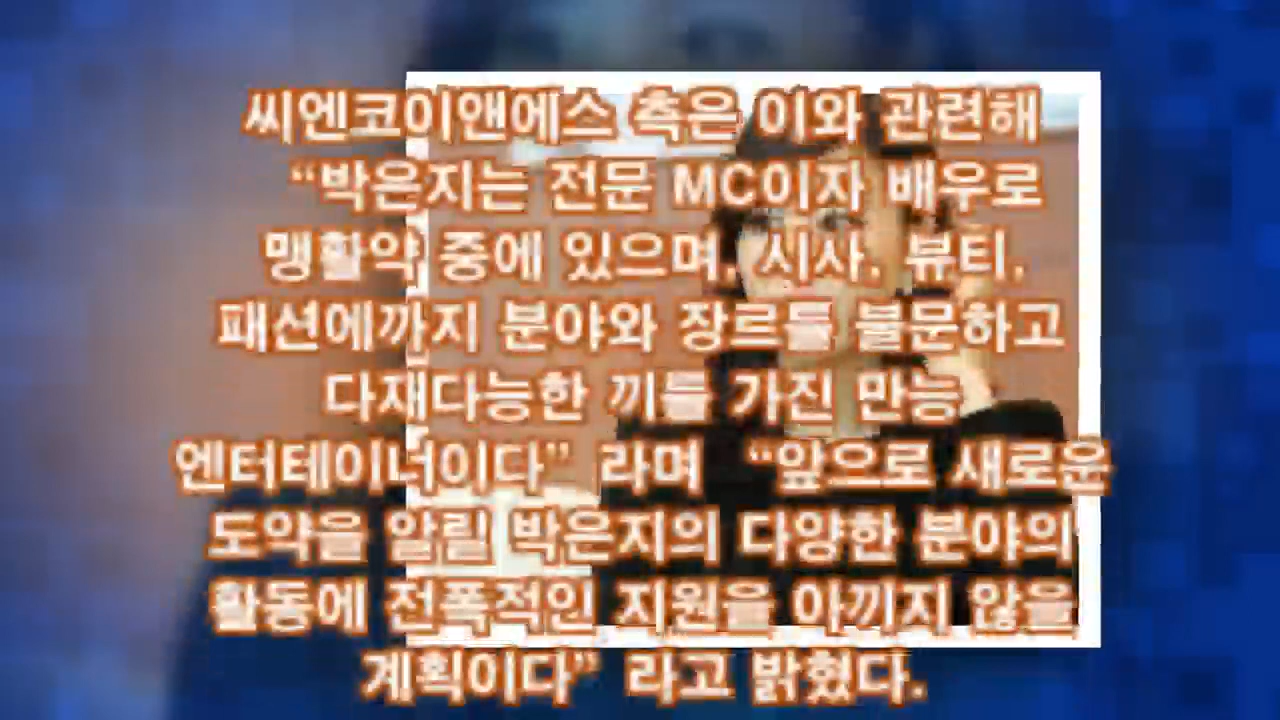 씨엔코이앤에스 측은 이와 관련해
“박은지는 전문 MC이자 배우로
맹활약 중에 있으며, 시사, 뷰티,
패션에까지 분야와 장르를 불문하고
다재다능한 끼를 가진 만능
엔터테이너이다” 라며 “앞으로 새로운
도약을 알릴 박은지의 다양한 분야의
활동에 전폭적인 지원을 아끼지 않을
계획이다” 라고 밝혔다.